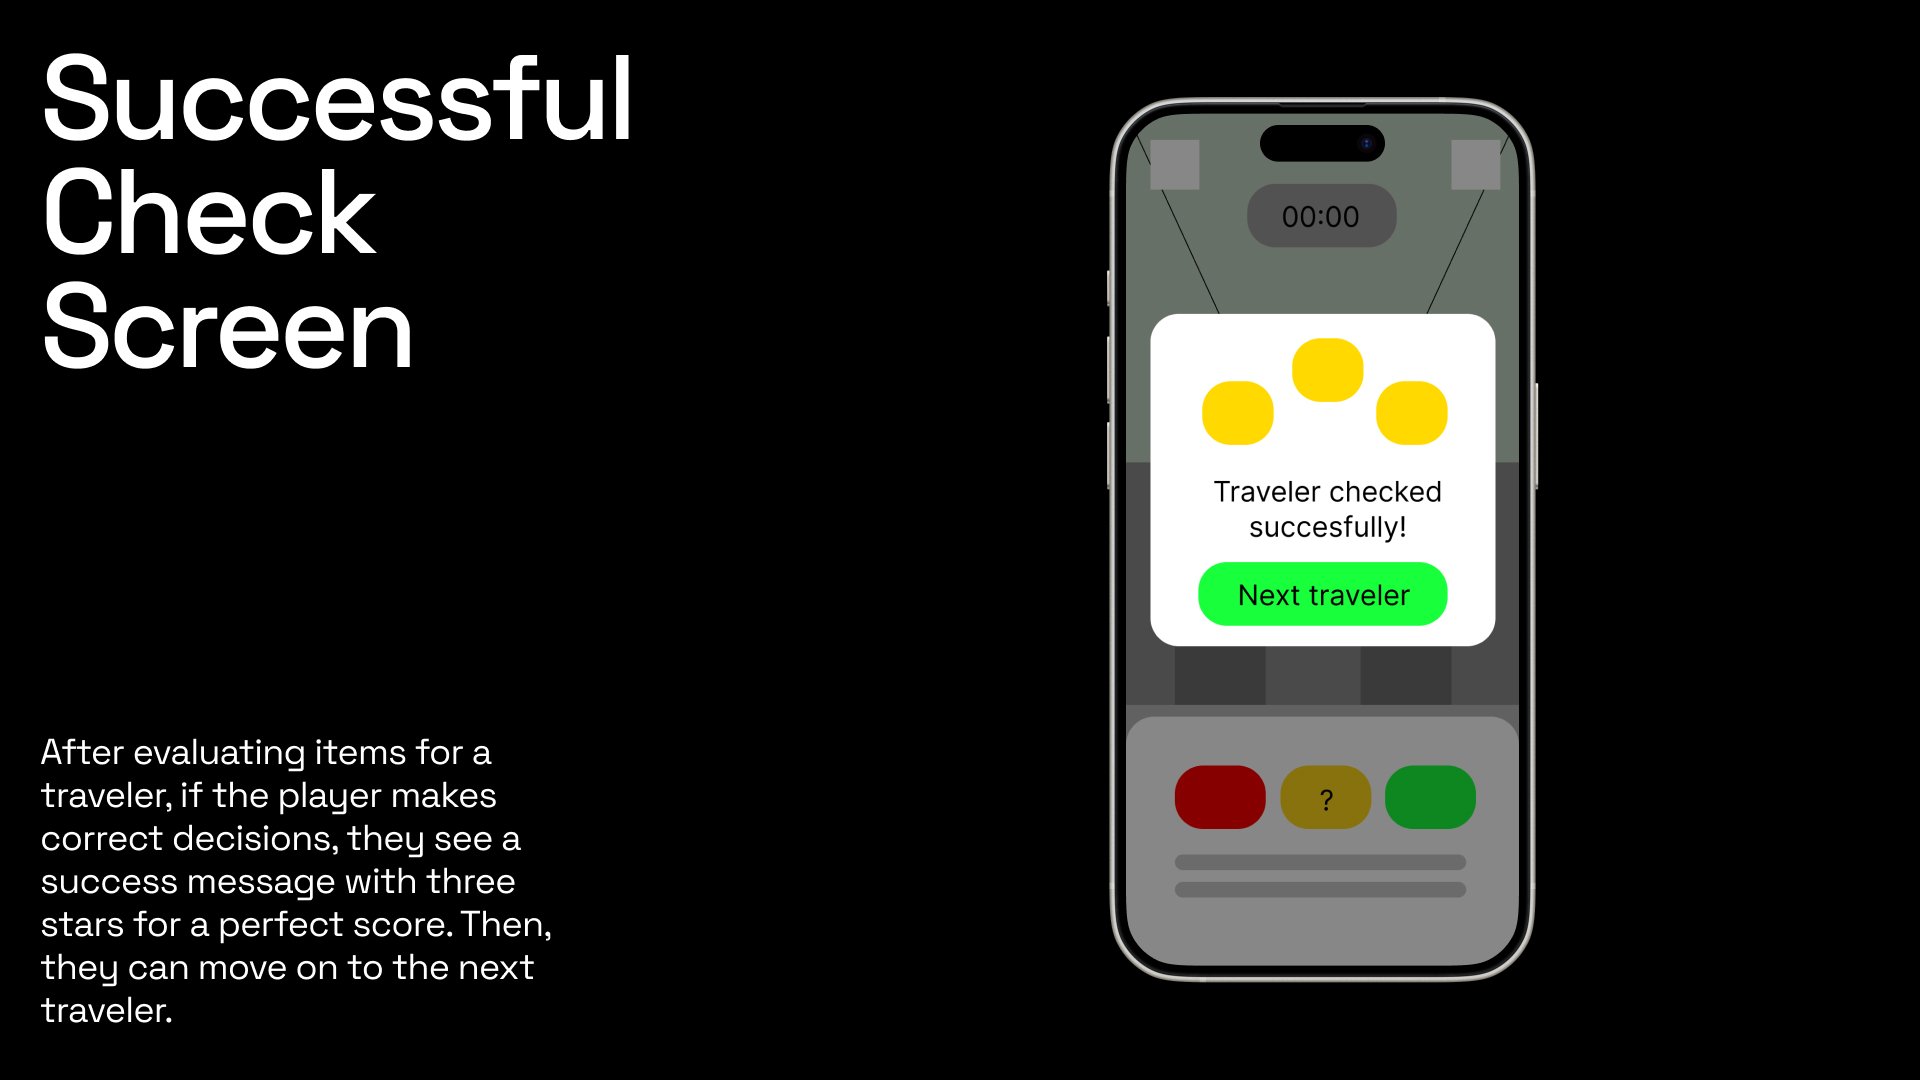 Successful
Check
Screen
After evaluating items for a
traveler, if the player makes
correct decisions, they see a
success message with three
stars for a perfect score. Then,
they can move on to the next
traveler.
00:00
Traveler checked
succesfully!
Next traveler
?